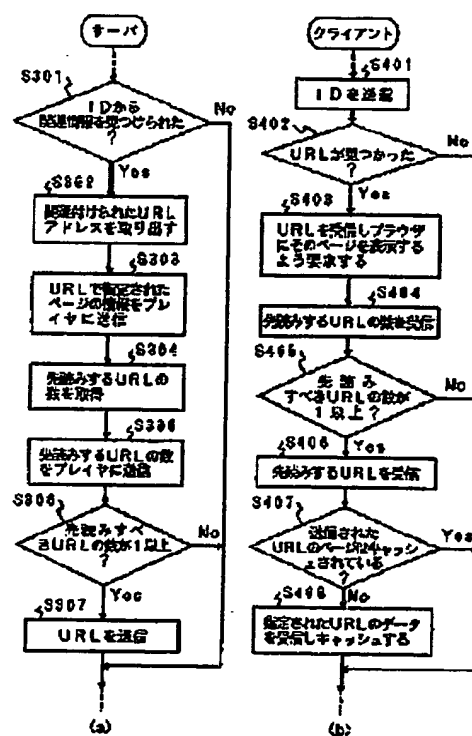 サーバ
S301
IDから
関連情報を見つけられた
?
No
Yes
S302
関連付けられたURL
アドレスを取り出す
S303
URLで指定された
ページの情報をプレ
イヤに送信
S304
先読みするURLの
数を取得
S305
先読みするURLの数
をプレイヤに送信
S306
先読みすべ
きURLの数が1以上
?
No
Yes
S307
URLを送信
(a)
クライアント
S401
IDを送信
S402
URLが見つかった
?
No
Yes
S403
URLを受信しブラウザ
にそのページを表示する
よう要求する
S404
先読みするURLの数を受信
S405
先読み
すべきURLの数が
1以上?
No
Yes
S406
先読みするURLを受信
S407
送信された
URLのページはキャッシ
ュされている
?
Yes
No
S408
指定されたURLのデータ
を受信しキャッシュする
(b)